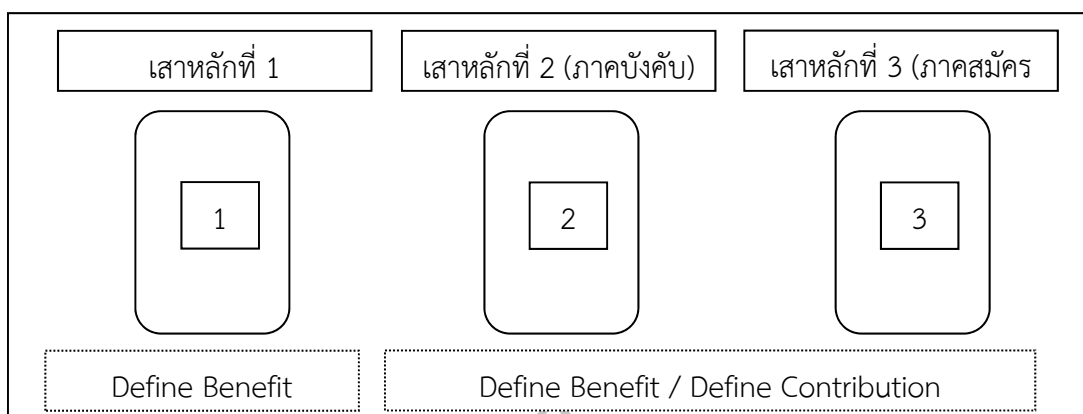 เสาหลักที่ 1
เสาหลักที่ 2 (ภาคบังคับ)
เสาหลักที่ 3 (ภาคสมัคร
1
2
3
Define Benefit
Define Benefit / Define Contribution